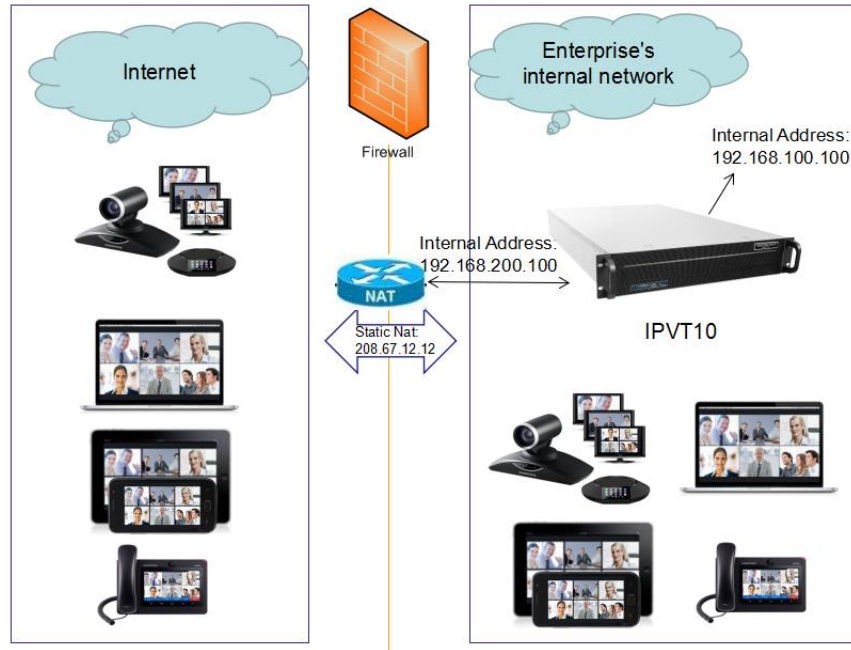 Internet
Firewall
Enterprise's
internal network
Internal Address:
192.168.100.100
Internal Address:
192.168.200.100
NAT
Static Nat:
208.67.12.12
IPVT10